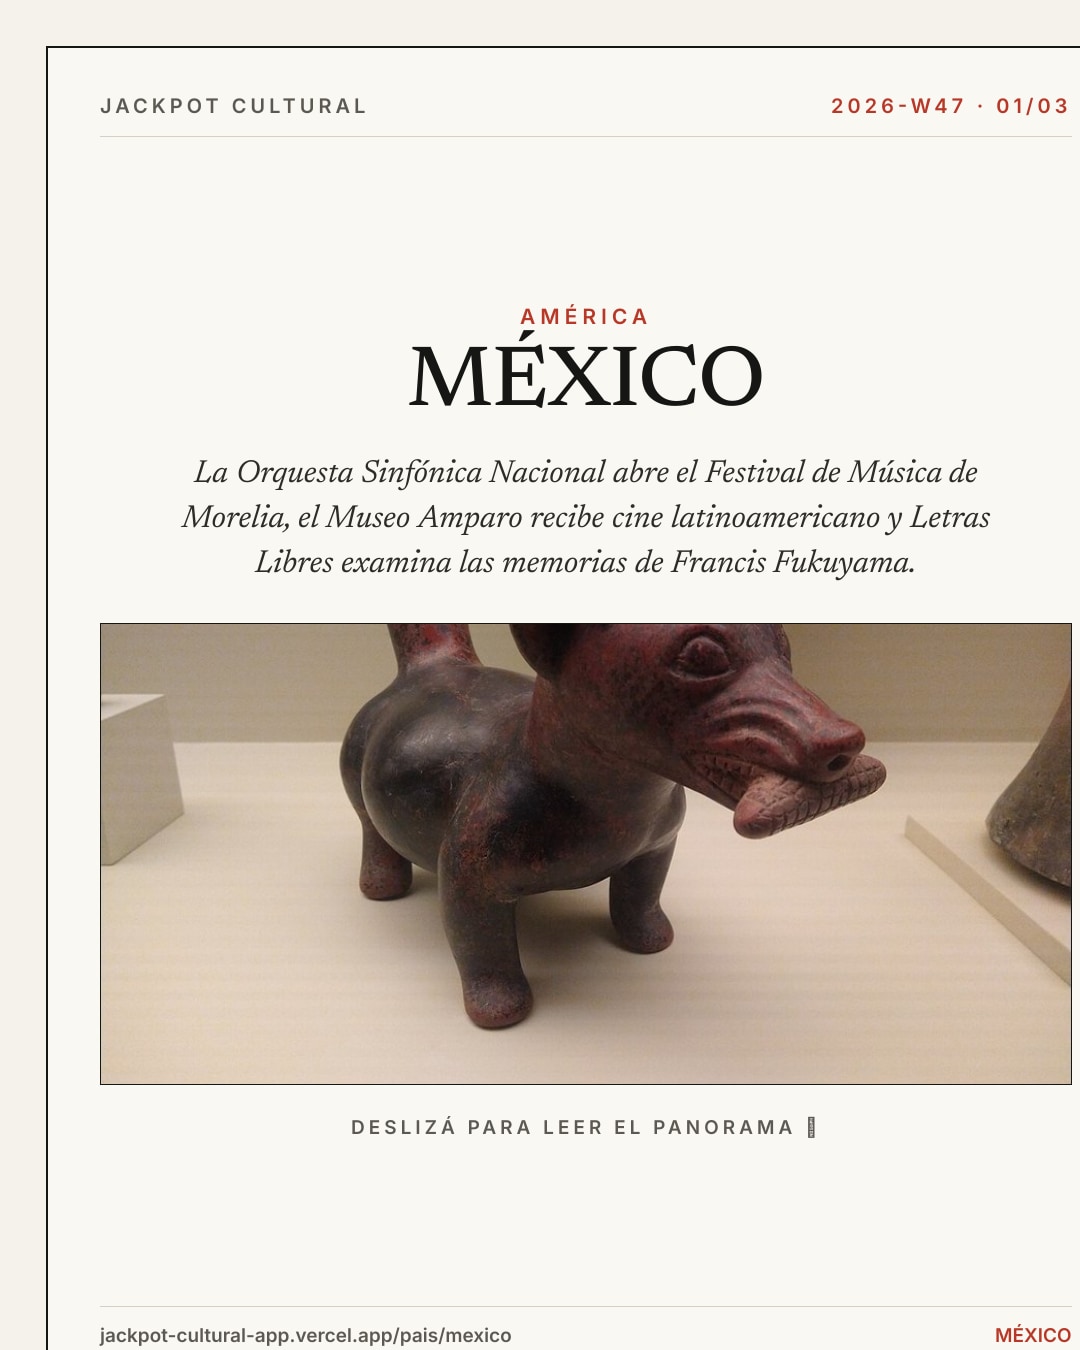 JACKPOT CULTURAL
2026-W47 · 01/03
AMÉRICA
MÉXICO
La Orquesta Sinfónica Nacional abre el Festival de Música de
Morelia, el Museo Amparo recibe cine latinoamericano y Letras
Libres examina las memorias de Francis Fukuyama.
DESLIZÁ PARA LEER EL PANORAMA
jackpot-cultural-app.vercel.app/pais/mexico
MÉXICO